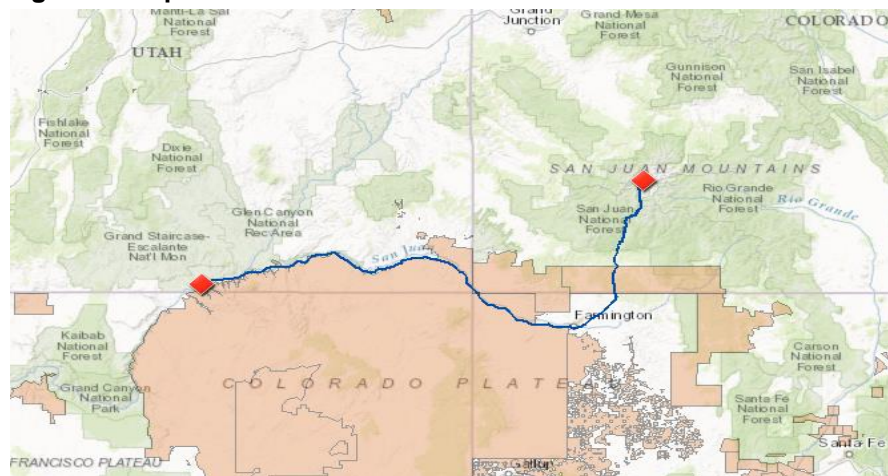 Manti-La Sal
National
Forest
UTAH
Grand
Junction
Grand Mesa
National
Forest
COLORADO
Gunnison
National
Forest
San Isabel
National
Forest
Fishlake
National
Forest
Dixie
National
Forest
SAN JUAN MOUNTAINS
Rio Grande
National
Forest
Rio Grande
San Juan
National
Forest
Glen Canyon
National
Rec Area
Grand Staircase-
Escalante
Nat'l Mon
San Juan
Farmington
Kaibab
National
Forest
Carson
National
Forest
Grand Canyon
National
Park
COLORADO PLATEAU
Santa Fé
National
Forest
Santa Fe
FRANCISCO PLATEAU
Gallup